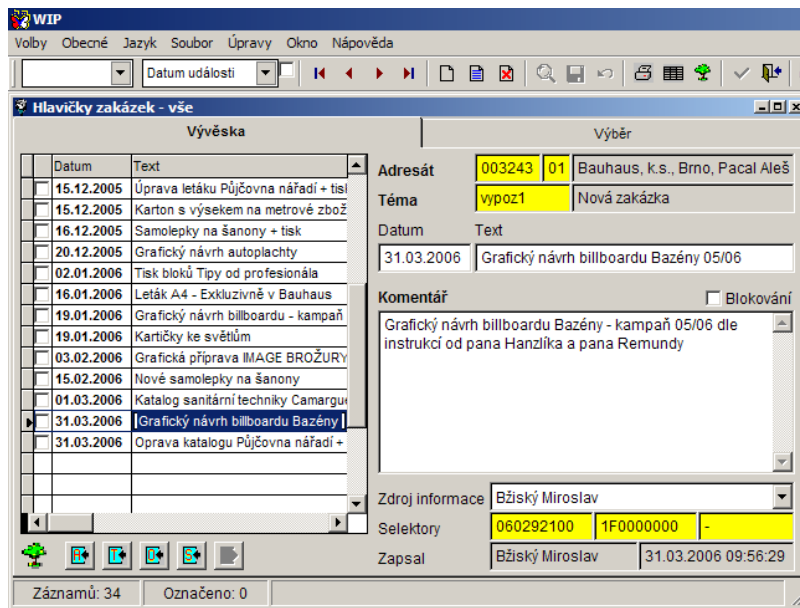 WIP
Volby Obecné Jazyk Soubor Úpravy Okno Nápověda
Datum události
Hlavičky zakázek - vše
Vývěska
Výběr
Datum Text
15.12.2005 Úprava letáku Půjčovna nářadí + tisl
15.12.2005 Karton s výsekem na metrové zbož
16.12.2005 Samolepky na šanony + tisk
20.12.2005 Grafický návrh autoplachty
02.01.2006 Tisk bloků Tipy od profesionála
16.01.2006 Leták A4 - Exkluzivně v Bauhaus
19.01.2006 Grafický návrh billboardu - kampaň
19.01.2006 Kartičky ke světlům
03.02.2006 Grafická příprava IMAGE BROŽURY
15.02.2006 Nové samolepky na šanony
01.03.2006 Katalog sanitární techniky Camargue
31.03.2006 Grafický návrh billboardu Bazény
31.03.2006 Oprava katalogu Půjčovna nářadí +
Adresát 003243 01 Bauhaus, k.s., Brno, Pacal Aleš
Téma vypoz1 Nová zakázka
Datum Text
31.03.2006 Grafický návrh billboardu Bazény 05/06
Komentář Blokování
Grafický návrh billboardu Bazény - kampaň 05/06 dle
instrukcí od pana Hanzlíka a pana Remundy
Zdroj informace Bžiský Miroslav
Selektory 060292100 1F0000000 -
Zapsal Bžiský Miroslav 31.03.2006 09:56:29
Záznamů: 34 Označeno: 0